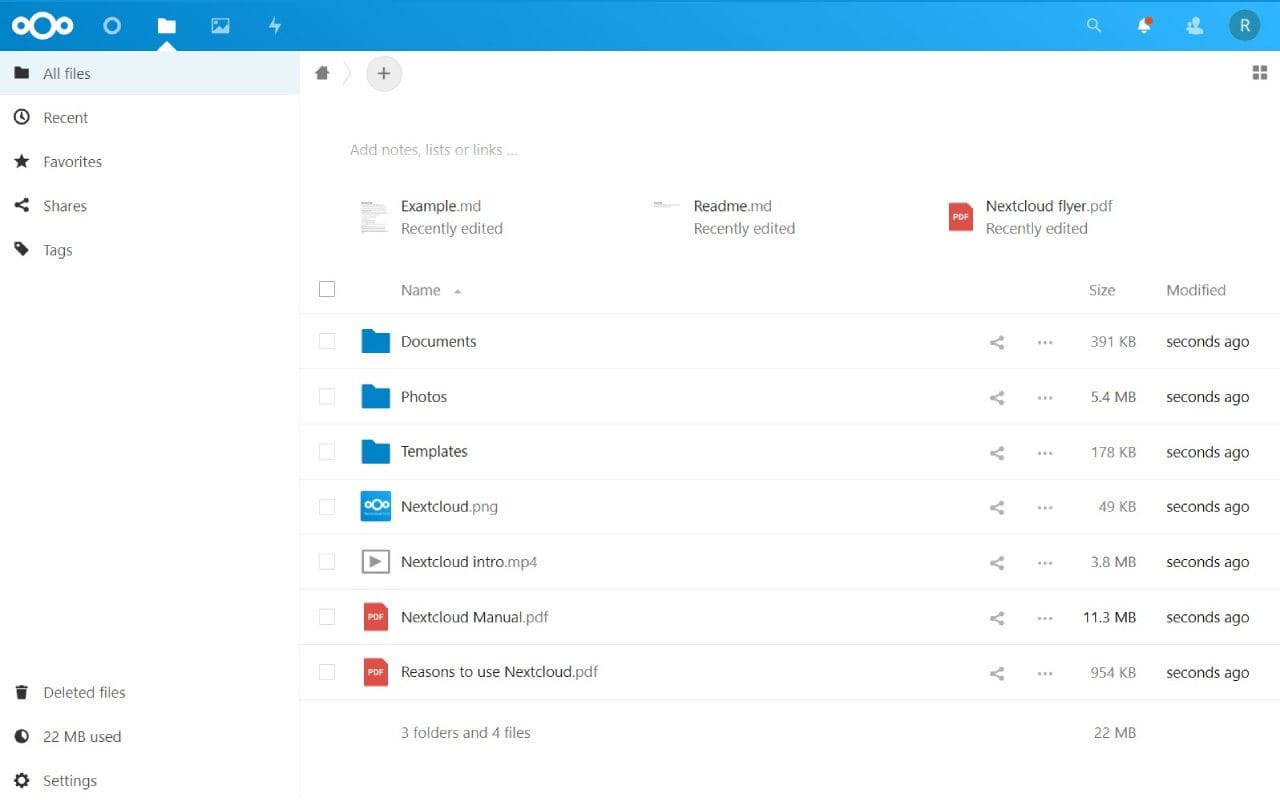 R
All files
Recent
Favorites
Shares
Tags
Deleted files
22 MB used
Settings
Add notes, lists or links ...
Example.md
Recently edited
Readme.md
Recently edited
PDF
Nextcloud flyer.pdf
Recently edited
Name Size Modified
Documents 391 KB seconds ago
Photos 5.4 MB seconds ago
Templates 178 KB seconds ago
Nextcloud.png 49 KB seconds ago
Nextcloud intro.mp4 3.8 MB seconds ago
PDF Nextcloud Manual.pdf 11.3 MB seconds ago
PDF Reasons to use Nextcloud.pdf 954 KB seconds ago
3 folders and 4 files 22 MB